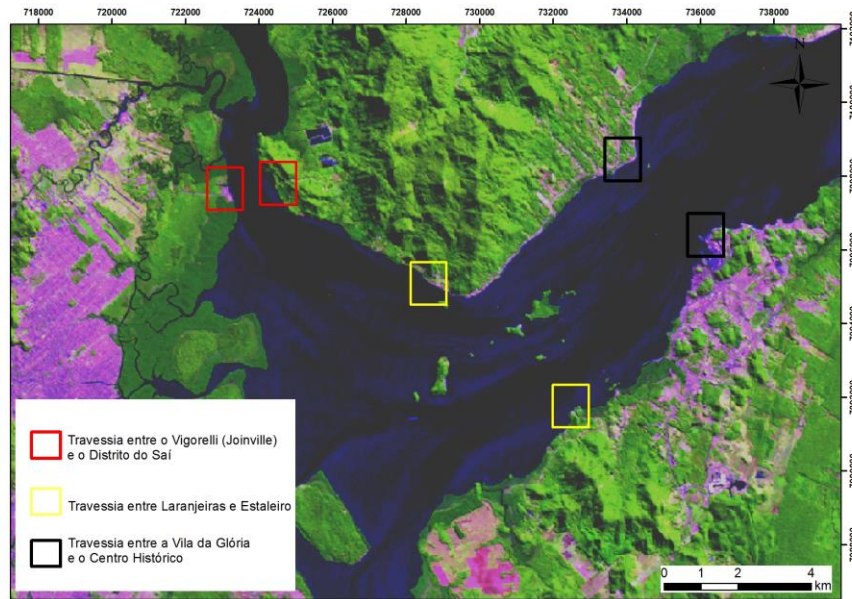 718000 720000 722000 724000 726000 728000 730000 732000 734000 736000 738000
N
Travessia entre o Vigorelli (Joinville)
e o Distrito do Saí
Travessia entre Laranjeiras e Estaleiro
Travessia entre a Vila da Glória
e o Centro Histórico
0 1 2 4
km